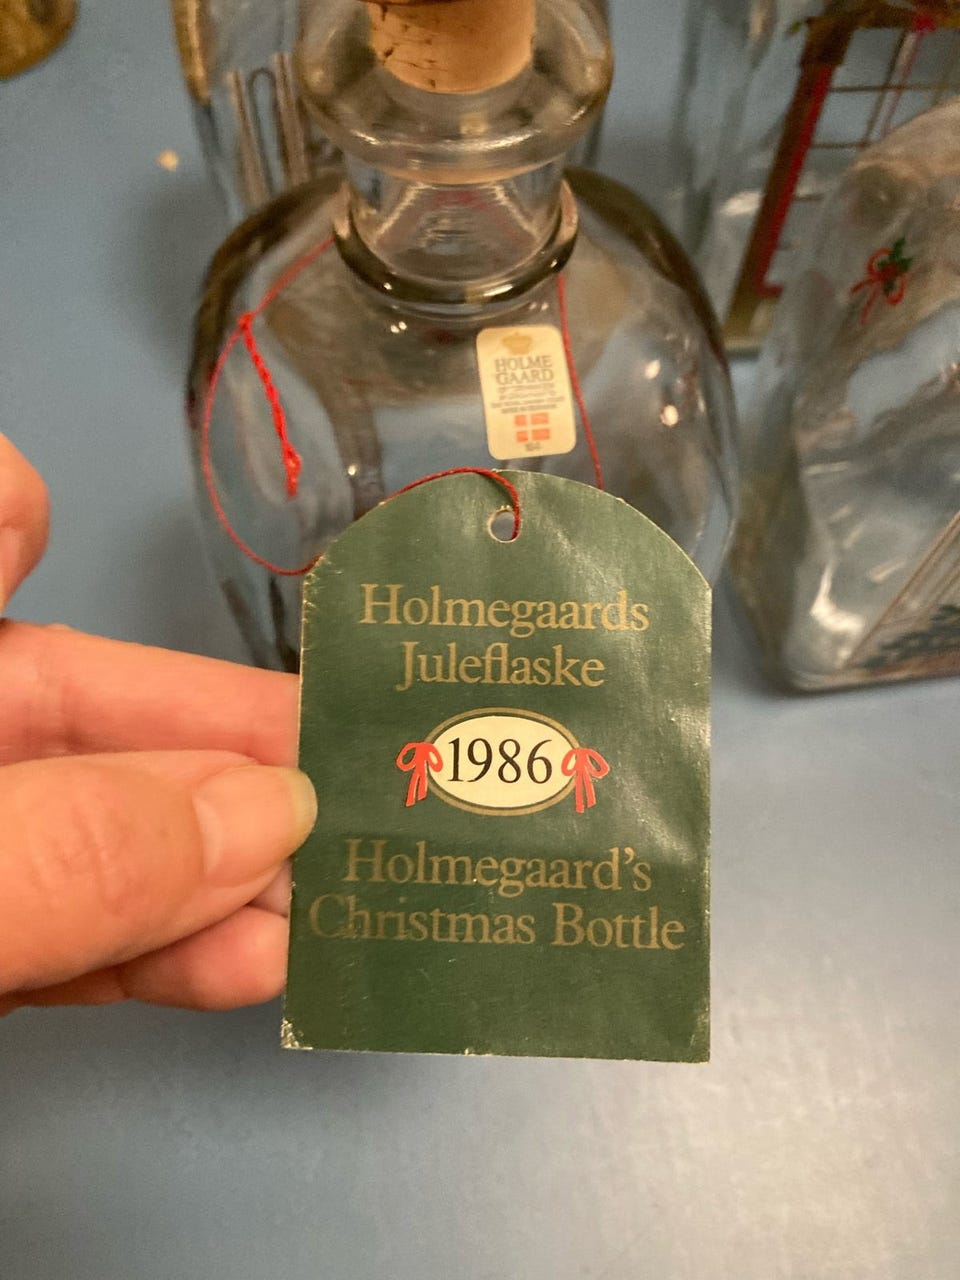 HOLME
GAARD
Holmegaards
Juleflaske
1986
Holmegaard's
Christmas Bottle